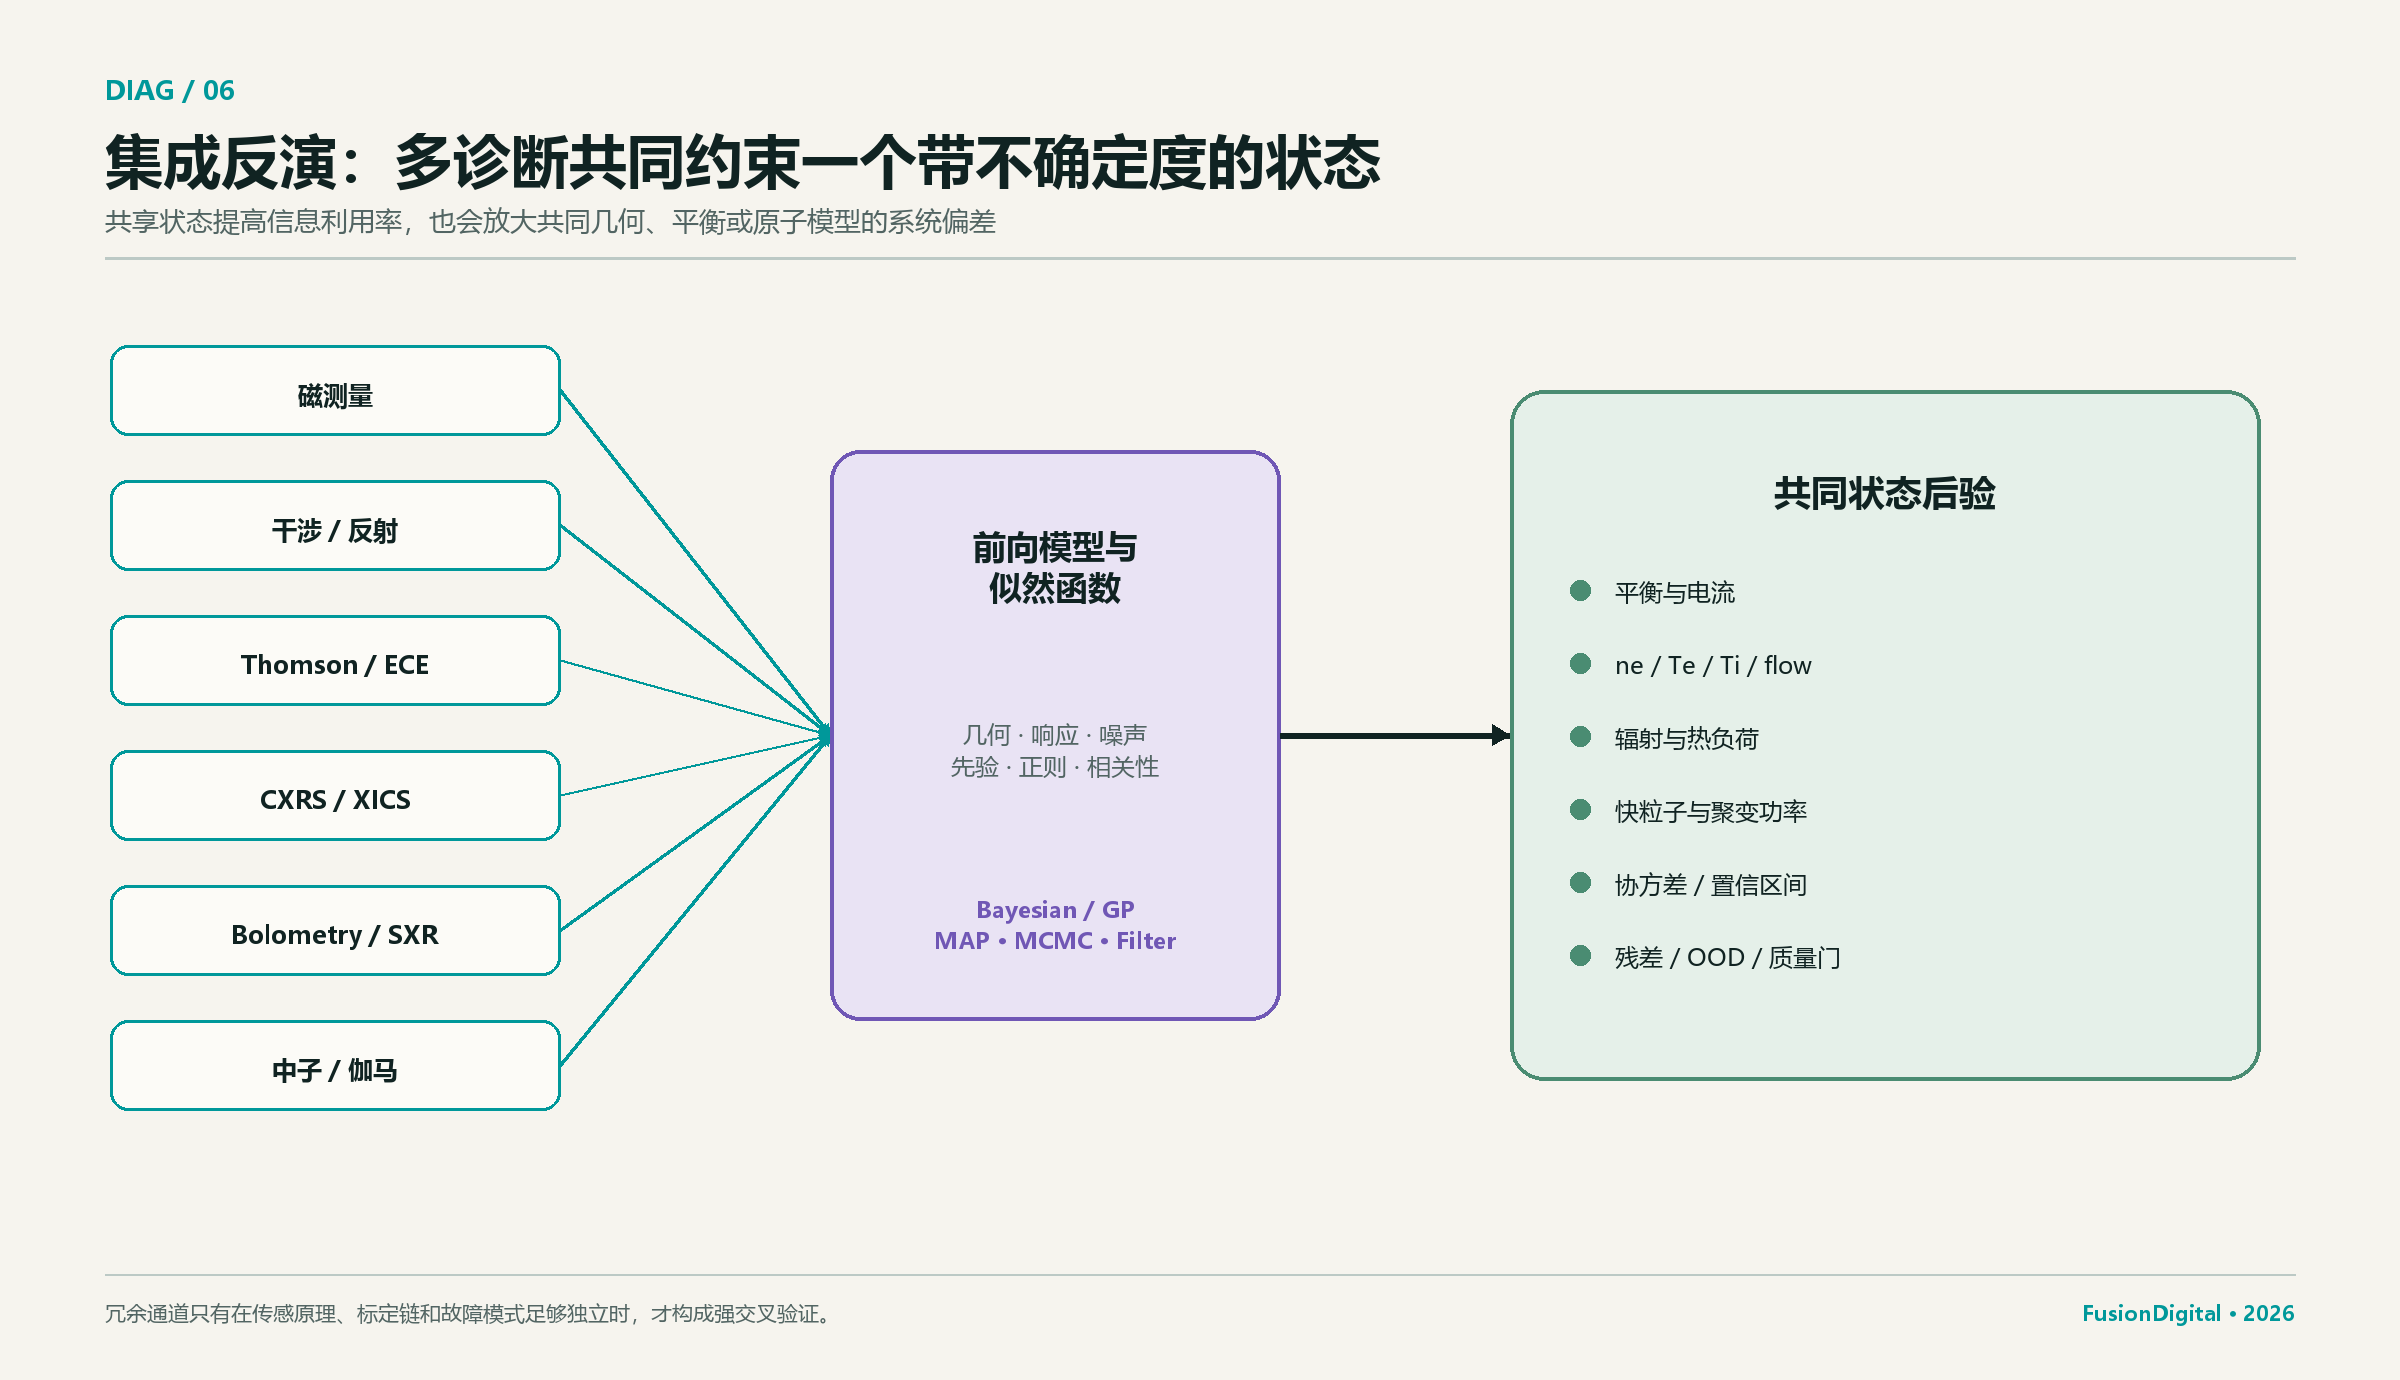 DIAG / 06
集成反演：多诊断共同约束一个带不确定度的状态
共享状态提高信息利用率，也会放大共同几何、平衡或原子模型的系统偏差
磁测量
干涉 / 反射
Thomson / ECE
CXRS / XICS
Bolometry / SXR
中子 / 伽马
前向模型与
似然函数
几何 · 响应 · 噪声
先验 · 正则 · 相关性
Bayesian / GP
MAP • MCMC • Filter
共同状态后验
平衡与电流
ne / Te / Ti / flow
辐射与热负荷
快粒子与聚变功率
协方差 / 置信区间
残差 / OOD / 质量门
冗余通道只有在传感原理、标定链和故障模式足够独立时，才构成强交叉验证。
FusionDigital • 2026